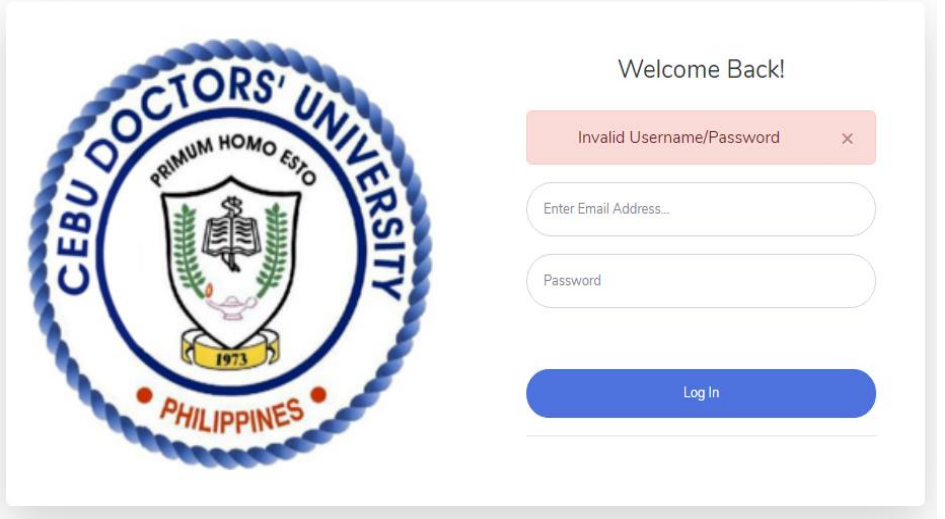 CEBU DOCTORS' UNIVERSITY
PRIMUM HOMO ESTO
1973
• PHILIPPINES •
Welcome Back!
Invalid Username/Password ×
Enter Email Address...
Password
Log In